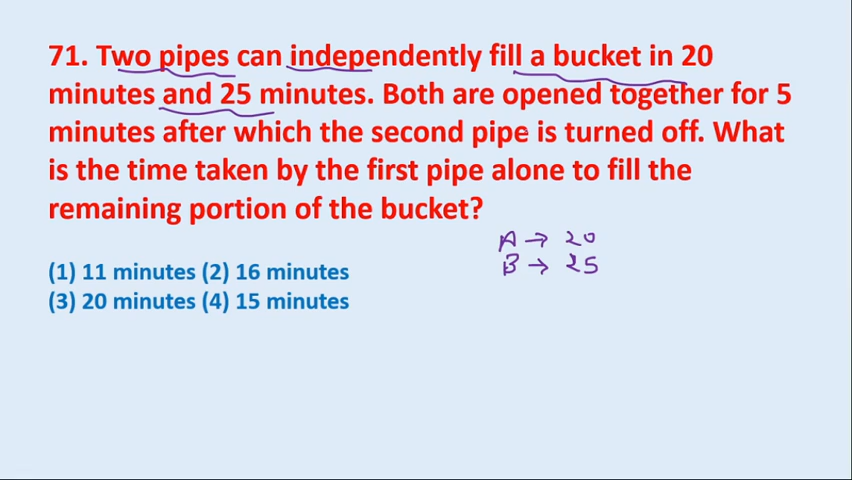 71. Two pipes can independently fill a bucket in 20
minutes and 25 minutes. Both are opened together for 5
minutes after which the second pipe is turned off. What
is the time taken by the first pipe alone to fill the
remaining portion of the bucket?
A → 20
B → 25
(1) 11 minutes (2) 16 minutes
(3) 20 minutes (4) 15 minutes